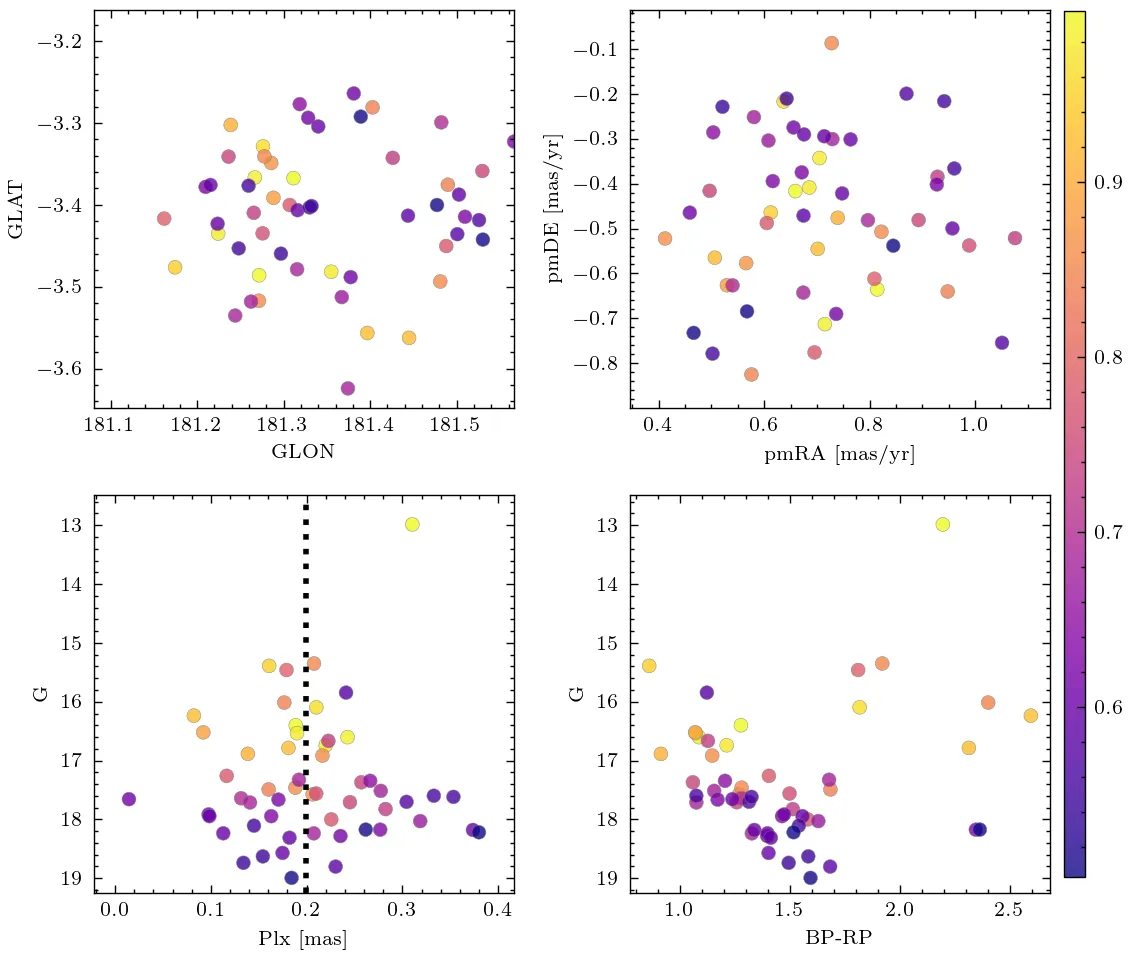 −3.2
−3.3
−3.4
−3.5
−3.6
GLAT
181.1 181.2 181.3 181.4 181.5
GLON
−0.1
−0.2
−0.3
−0.4
−0.5
−0.6
−0.7
−0.8
pmDE [mas/yr]
0.4 0.6 0.8 1.0
pmRA [mas/yr]
13
14
15
16
17
18
19
G
0.0 0.1 0.2 0.3 0.4
Plx [mas]
13
14
15
16
17
18
19
G
1.0 1.5 2.0 2.5
BP-RP
0.9
0.8
0.7
0.6